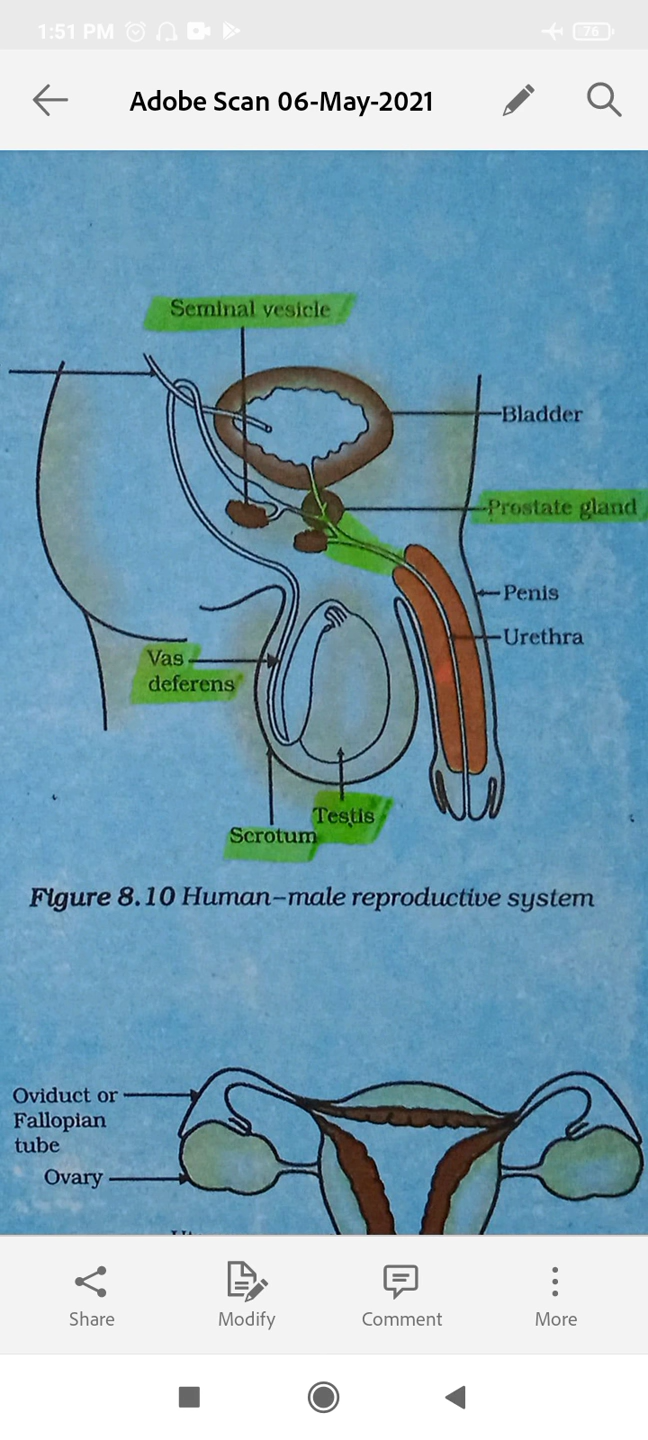 1:51 PM
76
Adobe Scan 06-May-2021
Seminal vesicle
Bladder
Prostate gland
Penis
Urethra
Vas
deferens
Testis
Scrotum
Figure 8.10 Human-male reproductive system
Oviduct or
Fallopian
tube
Ovary
Share
Modify
Comment
More